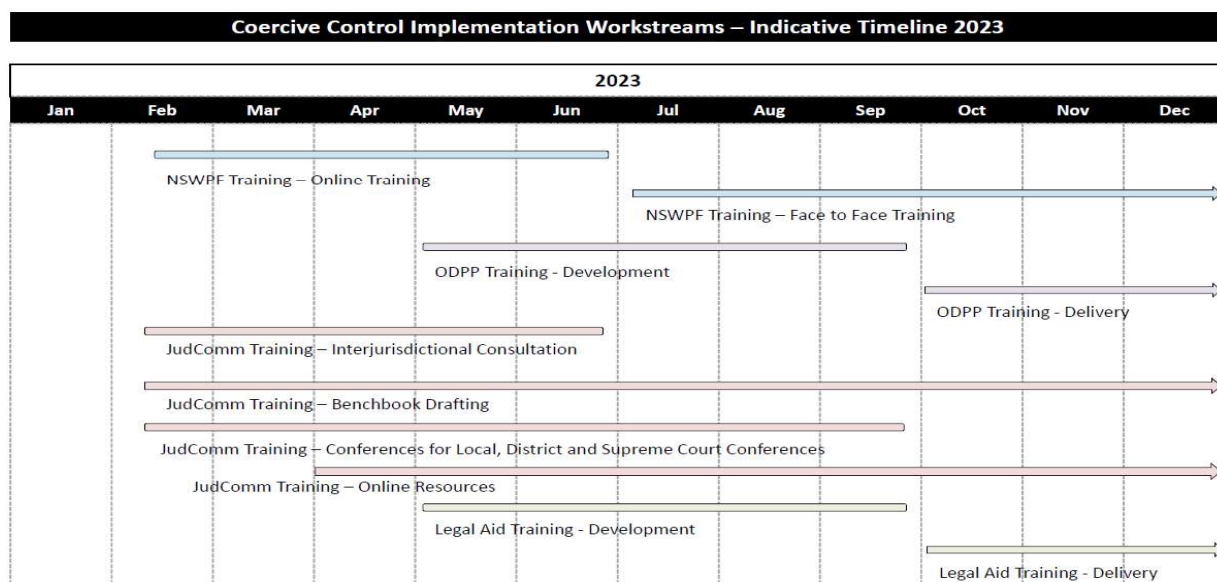 Coercive Control Implementation Workstreams – Indicative Timeline 2023
2023
Jan Feb Mar Apr May Jun Jul Aug Sep Oct Nov Dec
NSWPF Training – Online Training
NSWPF Training – Face to Face Training
ODPP Training - Development
ODPP Training - Delivery
JudComm Training – Interjurisdictional Consultation
JudComm Training – Benchbook Drafting
JudComm Training – Conferences for Local, District and Supreme Court Conferences
JudComm Training – Online Resources
Legal Aid Training - Development
Legal Aid Training - Delivery